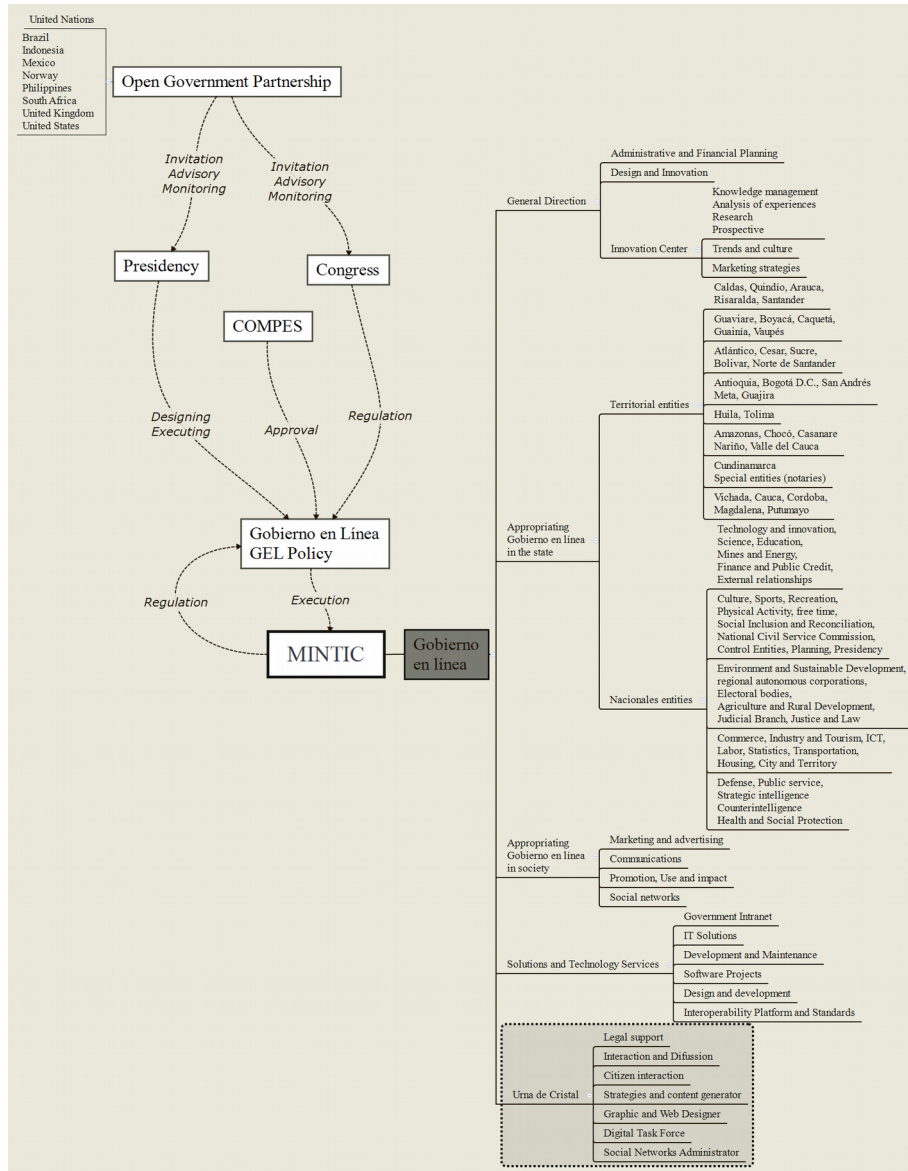 United Nations
Brazil
Indonesia
Mexico
Norway
Philippines
South Africa
United Kingdom
United States
Open Government Partnership
Invitation
Advisory
Monitoring
Invitation
Advisory
Monitoring
Presidency
Congress
COMPES
Designing
Executing
Approval
Regulation
Gobierno en Línea
GEL Policy
Regulation
Execution
MINTIC
Gobierno
en línea
General Direction
Administrative and Financial Planning
Design and Innovation
Innovation Center
Knowledge management
Analysis of experiences
Research
Prospective
Trends and culture
Marketing strategies
Appropriating
Gobierno en línea
in the state
Territorial entities
Caldas, Quindío, Arauca,
Risaralda, Santander
Guaviare, Boyacá, Caquetá,
Guainía, Vaupés
Atlántico, Cesar, Sucre,
Bolivar, Norte de Santander
Antioquia, Bogotá D.C., San Andrés
Meta, Guajira
Huila, Tolima
Amazonas, Chocó, Casanare
Nariño, Valle del Cauca
Cundinamarca
Special entities (notaries)
Vichada, Cauca, Cordoba,
Magdalena, Putumayo
Nacionales entities
Technology and innovation,
Science, Education,
Mines and Energy,
Finance and Public Credit,
External relationships
Culture, Sports, Recreation,
Physical Activity, free time,
Social Inclusion and Reconciliation,
National Civil Service Commission,
Control Entities, Planning, Presidency
Environment and Sustainable Development,
regional autonomous corporations,
Electoral bodies,
Agriculture and Rural Development,
Judicial Branch, Justice and Law
Commerce, Industry and Tourism, ICT,
Labor, Statistics, Transportation,
Housing, City and Territory
Defense, Public service,
Strategic intelligence
Counterintelligence
Health and Social Protection
Appropriating
Gobierno en línea
in society
Marketing and advertising
Communications
Promotion, Use and impact
Social networks
Solutions and Technology Services
Government Intranet
IT Solutions
Development and Maintenance
Software Projects
Design and development
Interoperability Platform and Standards
Urna de Cristal
Legal support
Interaction and Difussion
Citizen interaction
Strategies and content generator
Graphic and Web Designer
Digital Task Force
Social Networks Administrator